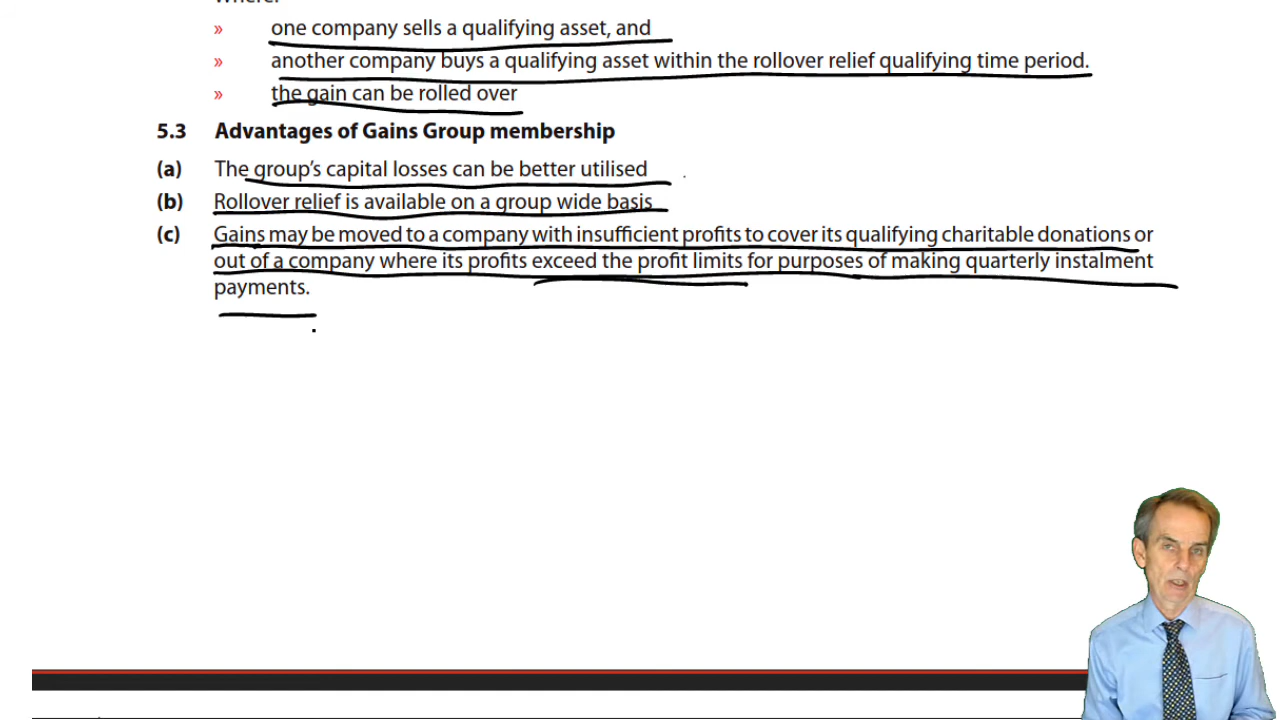 » one company sells a qualifying asset, and
» another company buys a qualifying asset within the rollover relief qualifying time period.
» the gain can be rolled over
5.3 Advantages of Gains Group membership
(a) The group's capital losses can be better utilised
(b) Rollover relief is available on a group wide basis
(c) Gains may be moved to a company with insufficient profits to cover its qualifying charitable donations or
out of a company where its profits exceed the profit limits for purposes of making quarterly instalment
payments.